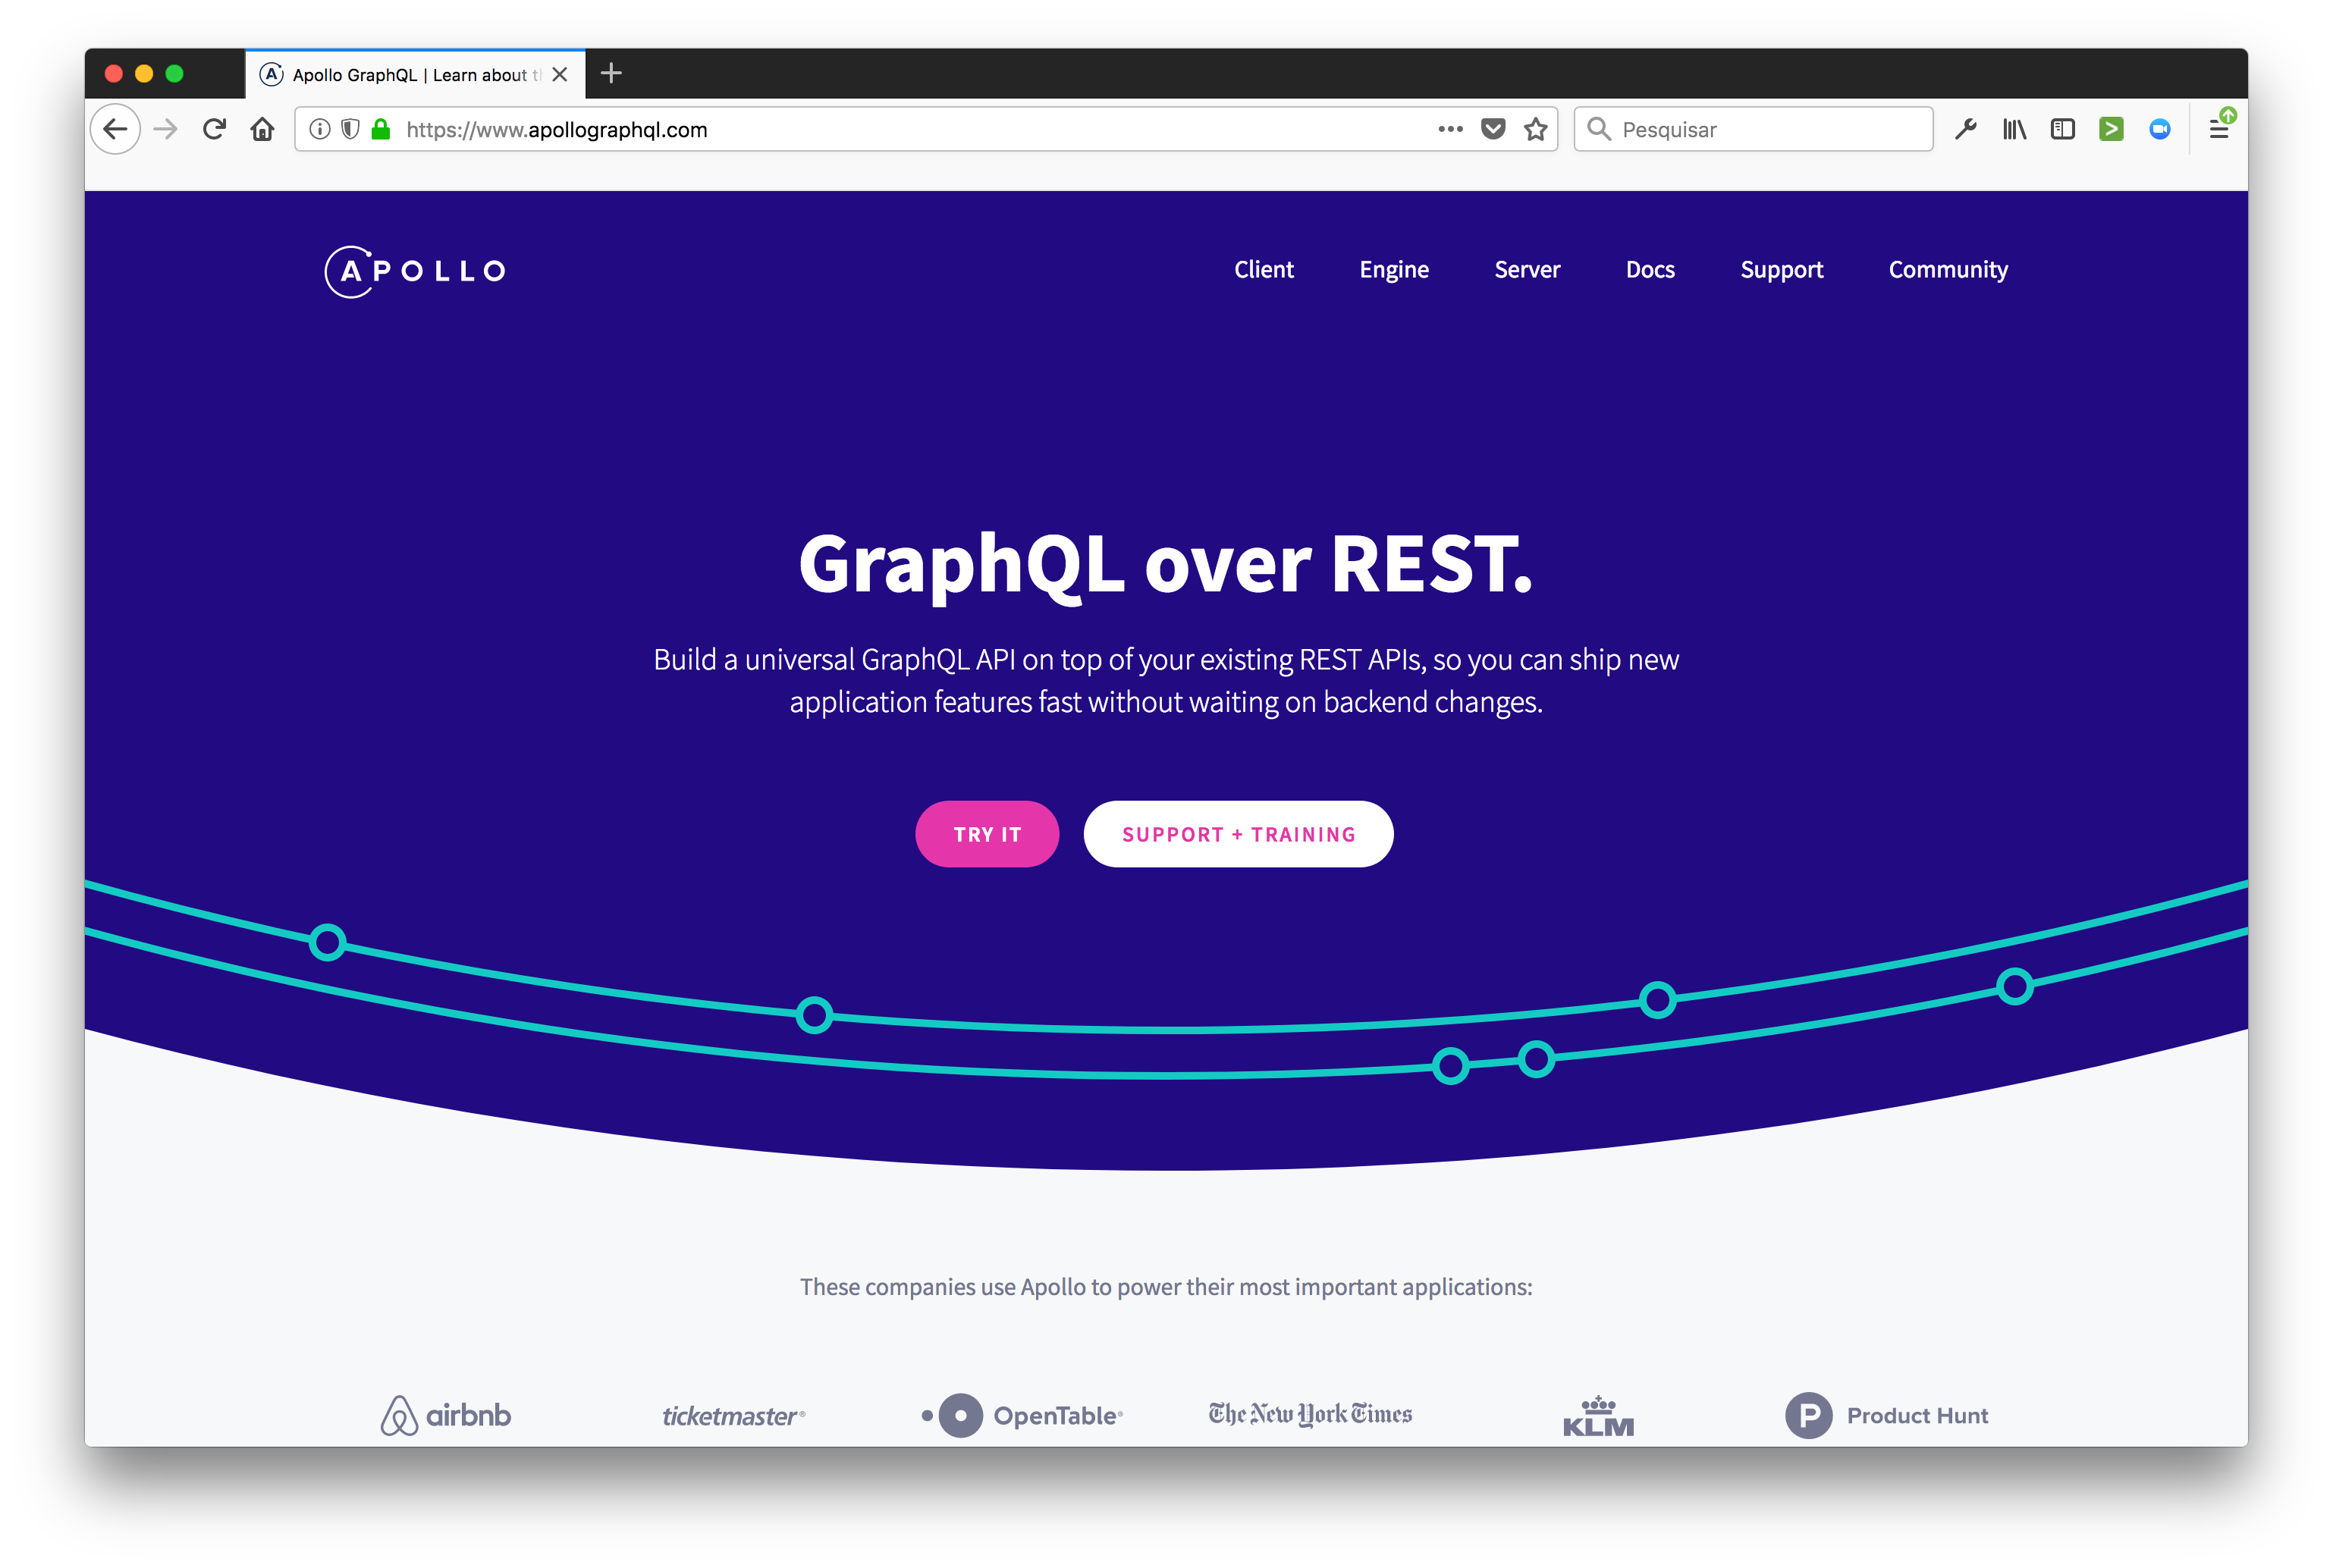 Apollo GraphQL | Learn about t
https://www.apollographql.com
Pesquisar
APOLLO
Client Engine Server Docs Support Community
GraphQL over REST.
Build a universal GraphQL API on top of your existing REST APIs, so you can ship new
application features fast without waiting on backend changes.
TRY IT SUPPORT + TRAINING
These companies use Apollo to power their most important applications:
airbnb ticketmaster® OpenTable® The New York Times KLM P Product Hunt